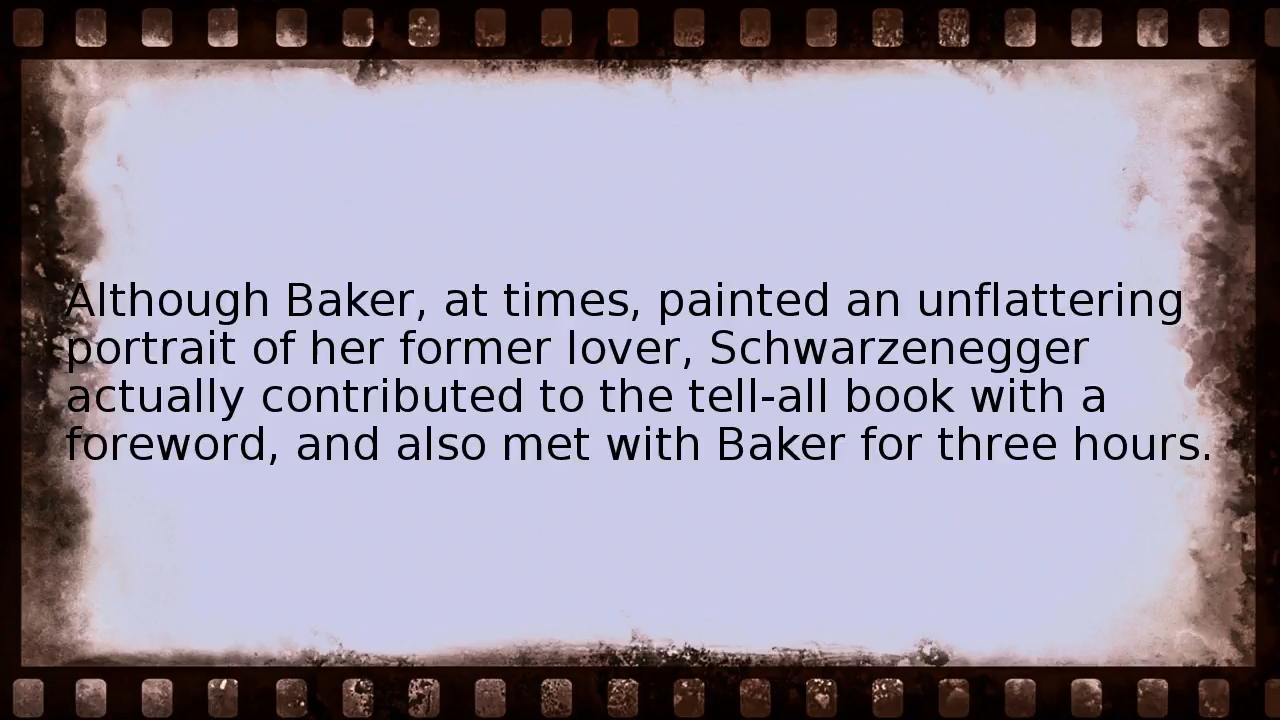 Although Baker, at times, painted an unflattering
portrait of her former lover, Schwarzenegger
actually contributed to the tell-all book with a
foreword, and also met with Baker for three hours.